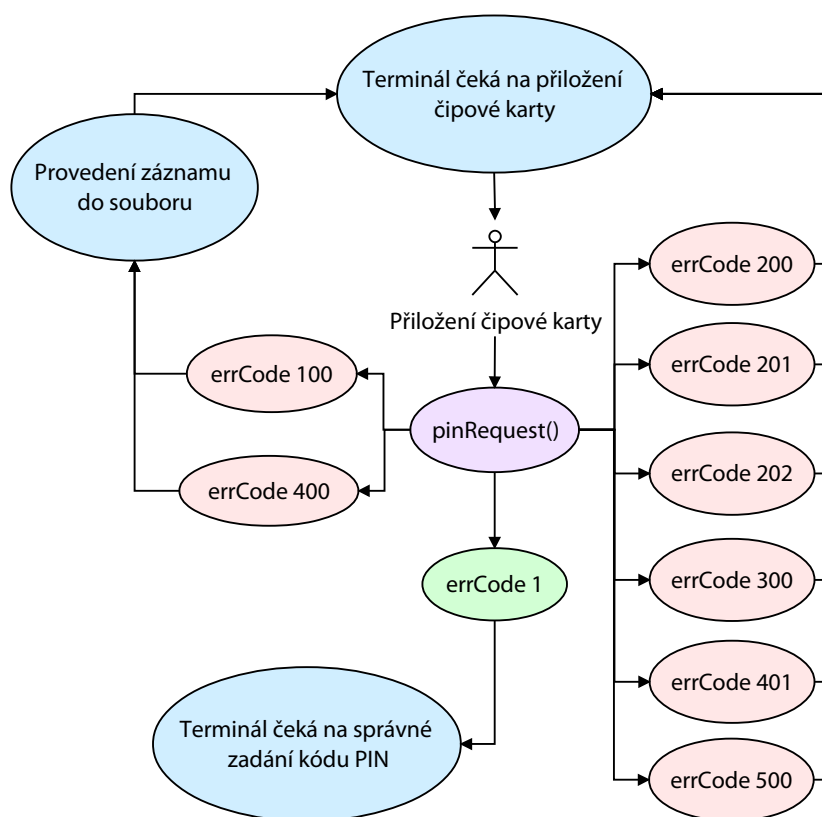 Terminál čeká na přiložení
čipové karty
Provedení záznamu
do souboru
Přiložení čipové karty
errCode 200
errCode 100
errCode 201
pinRequest()
errCode 400
errCode 202
errCode 1
errCode 300
errCode 401
Terminál čeká na správné
zadání kódu PIN
errCode 500